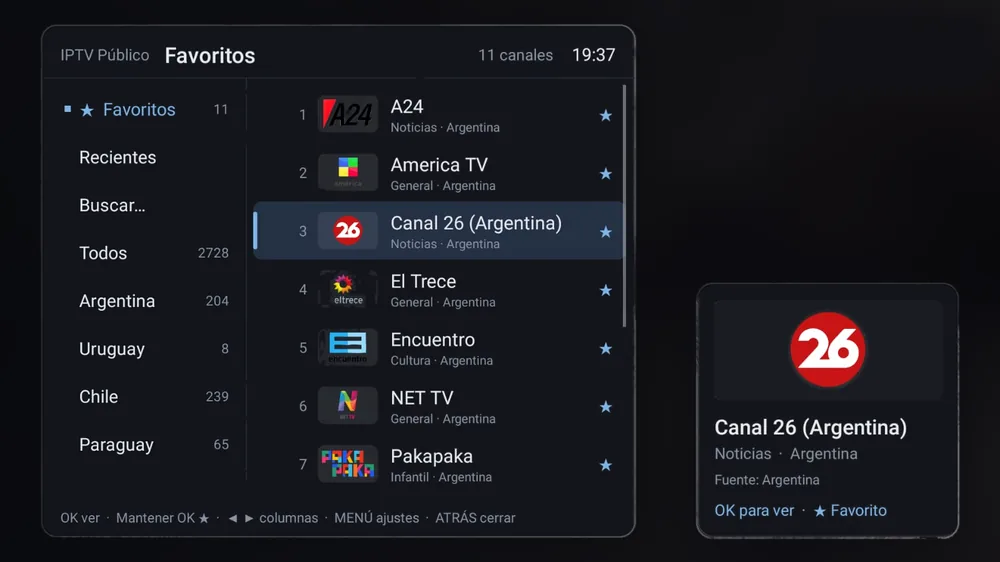 IPTV Público Favoritos 11 canales 19:37
★ Favoritos 11
Recientes
Buscar...
Todos 2728
Argentina 204
Uruguay 8
Chile 239
Paraguay 65
1 A24 A24 ★
Noticias · Argentina
2 America TV ★
america General · Argentina
3 26 Canal 26 (Argentina) ★
Noticias · Argentina
4 El Trece ★
eltrece General · Argentina
5 Encuentro ★
ENCUENTRO Cultura · Argentina
6 N NET TV ★
NET TV General · Argentina
7 PAKA PAKA Pakapaka ★
Infantil · Argentina
OK ver · Mantener OK ★ · ◄ ► columnas · MENÚ ajustes · ATRÁS cerrar
26
Canal 26 (Argentina)
Noticias · Argentina
Fuente: Argentina
OK para ver · ★ Favorito